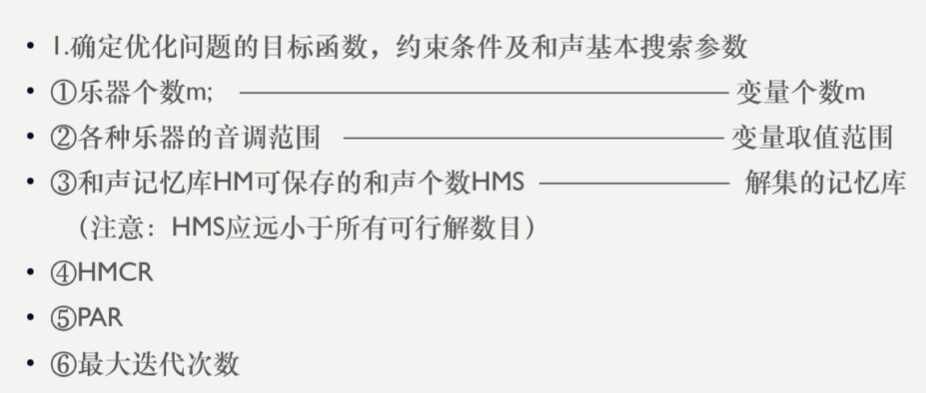 • 1.确定优化问题的目标函数，约束条件及和声基本搜索参数
• ①乐器个数m; 变量个数m
• ②各种乐器的音调范围 变量取值范围
• ③和声记忆库HM可保存的和声个数HMS 解集的记忆库
（注意：HMS应远小于所有可行解数目）
• ④HMCR
• ⑤PAR
• ⑥最大迭代次数